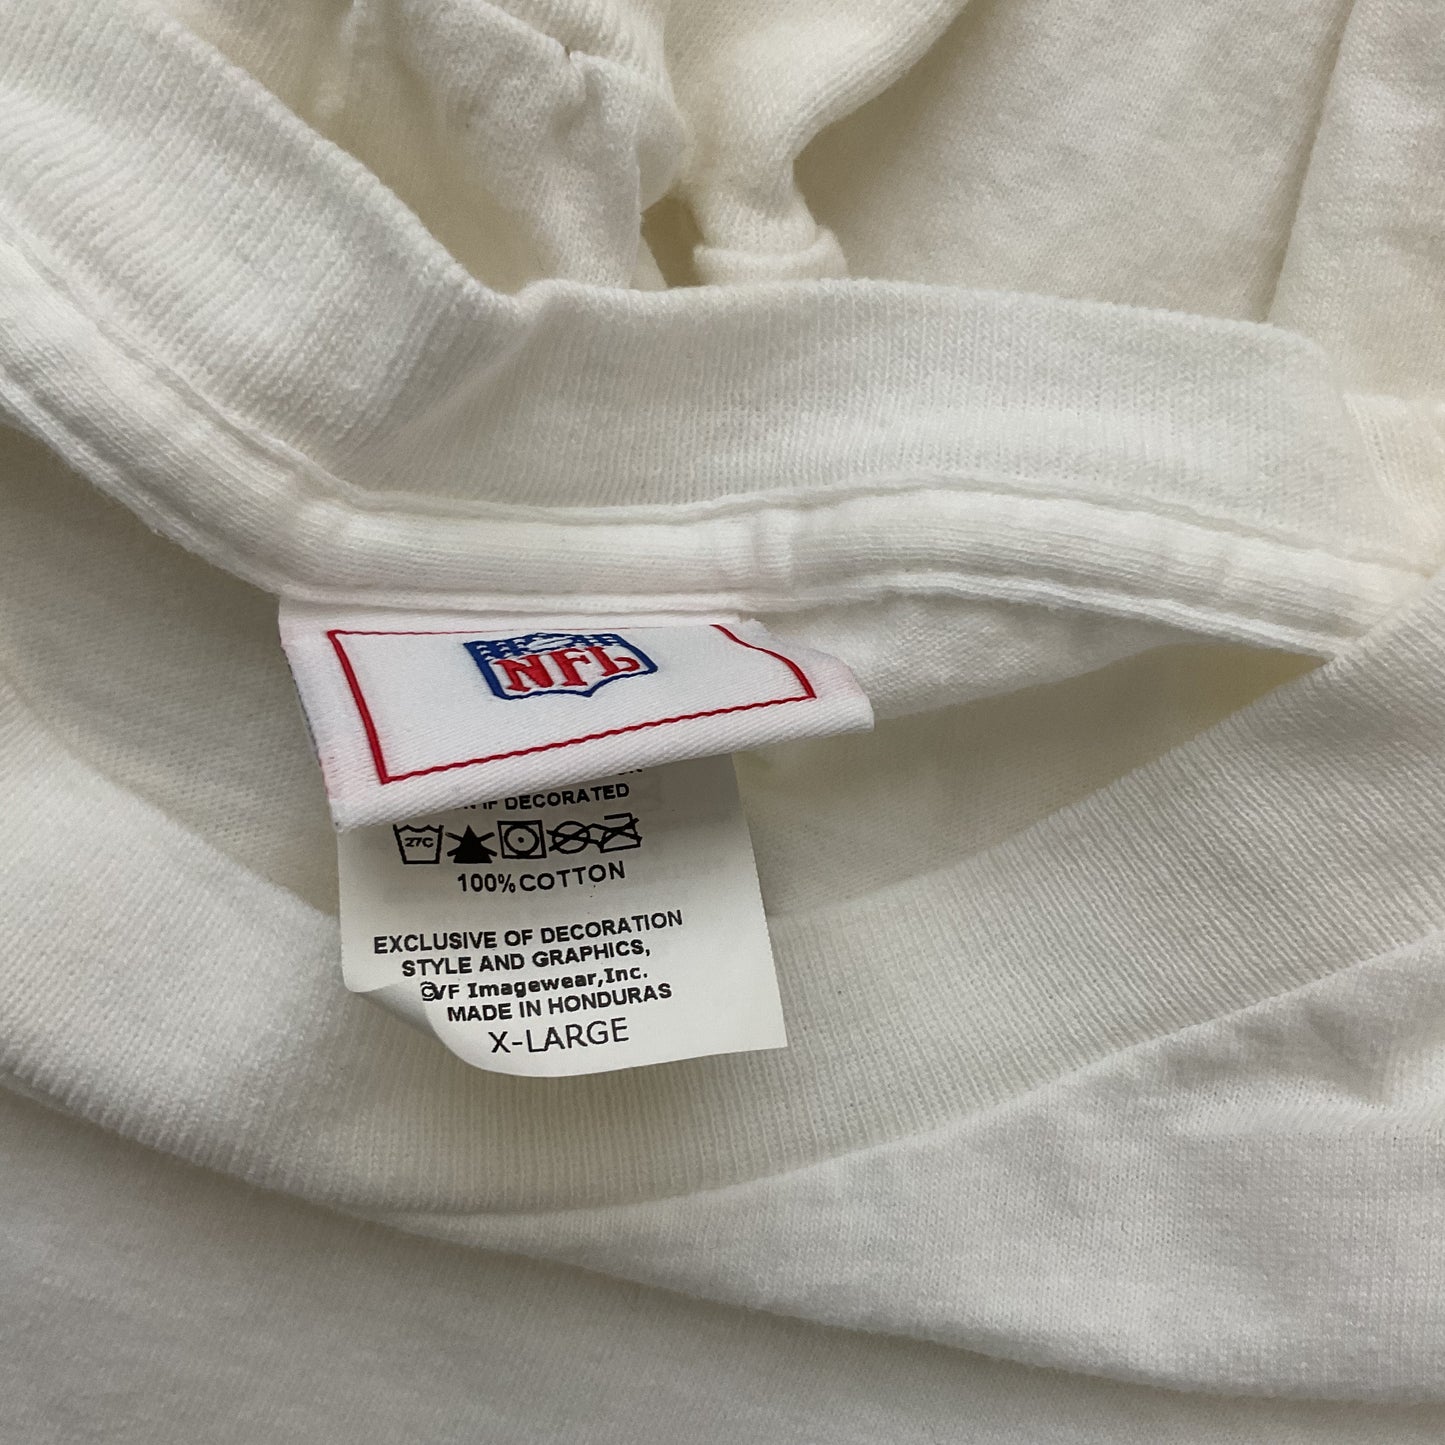 NFL
IF DECORATED
27C
100% COTTON
EXCLUSIVE OF DECORATION
STYLE AND GRAPHICS,
©VF Imagewear,Inc.
MADE IN HONDURAS
X-LARGE